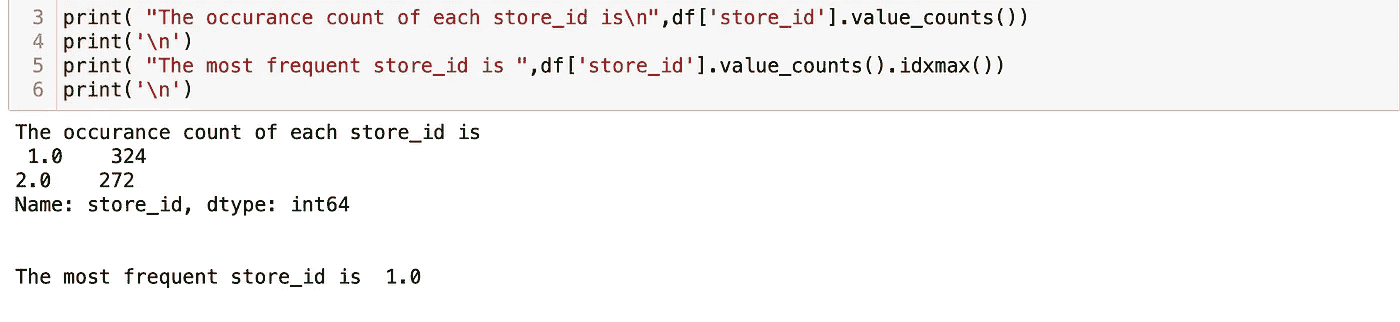 3 print( "The occurance count of each store_id is\n",df['store_id'].value_counts())
4 print('\n')
5 print( "The most frequent store_id is ",df['store_id'].value_counts().idxmax())
6 print('\n')
The occurance count of each store_id is
 1.0    324
2.0    272
Name: store_id, dtype: int64
The most frequent store_id is  1.0